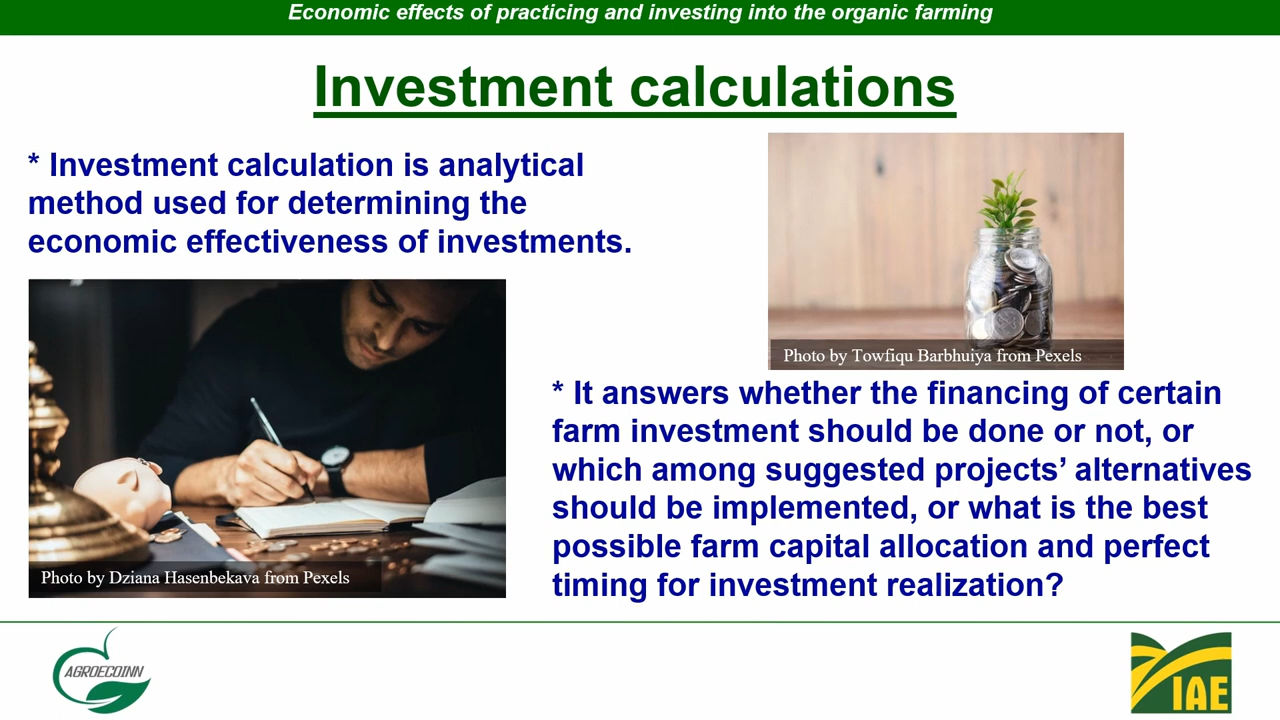 Economic effects of practicing and investing into the organic farming
Investment calculations
* Investment calculation is analytical
method used for determining the
economic effectiveness of investments.
Photo by Towfiqu Barbhuiya from Pexels
Photo by Dziana Hasenbekava from Pexels
* It answers whether the financing of certain
farm investment should be done or not, or
which among suggested projects’ alternatives
should be implemented, or what is the best
possible farm capital allocation and perfect
timing for investment realization?
AGROECOINN
IAE